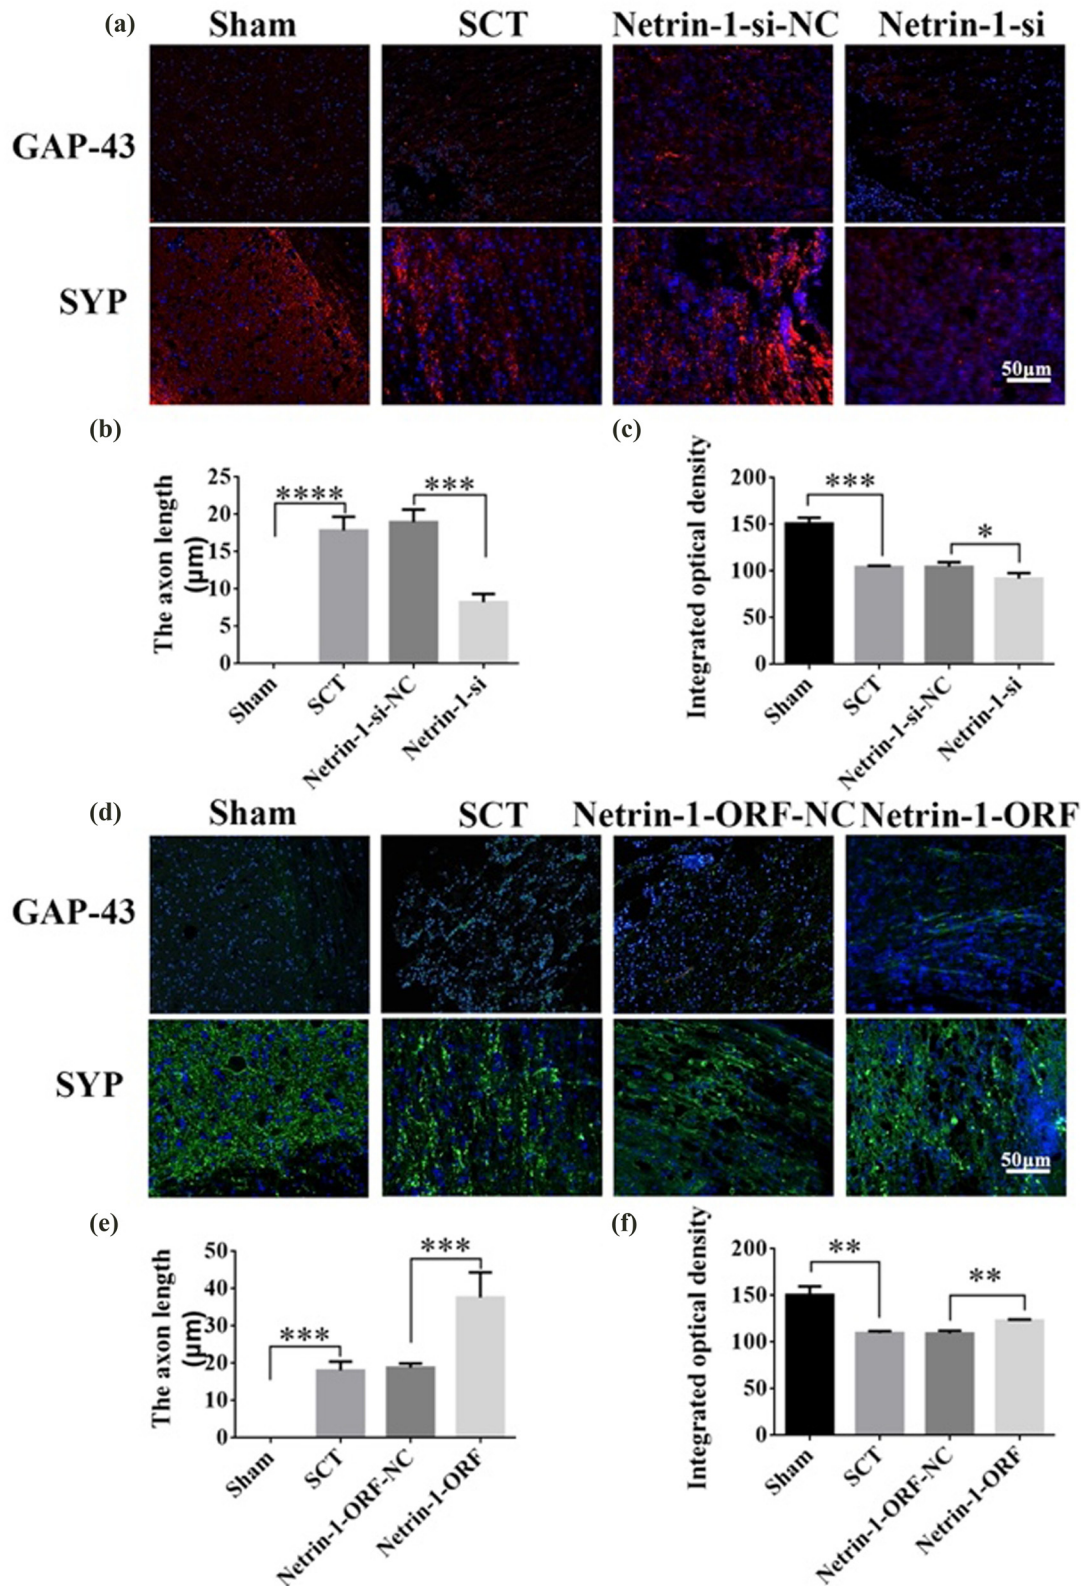 (a) Sham SCT Netrin-1-si-NC Netrin-1-si
GAP-43
SYP
50μm
(b)
The axon length
(μm)
25
20
15
10
5
0
****
***
Sham
SCT
Netrin-1-si-NC
Netrin-1-si
(c)
Integrated optical density
200
150
100
50
0
***
*
Sham
SCT
Netrin-1-si-NC
Netrin-1-si
(d) Sham SCT Netrin-1-ORF-NC Netrin-1-ORF
GAP-43
SYP
50μm
(e)
The axon length
(μm)
50
40
30
20
10
0
***
***
Sham
SCT
Netrin-1-ORF-NC
Netrin-1-ORF
(f)
Integrated optical density
200
150
100
50
0
**
**
Sham
SCT
Netrin-1-ORF-NC
Netrin-1-ORF